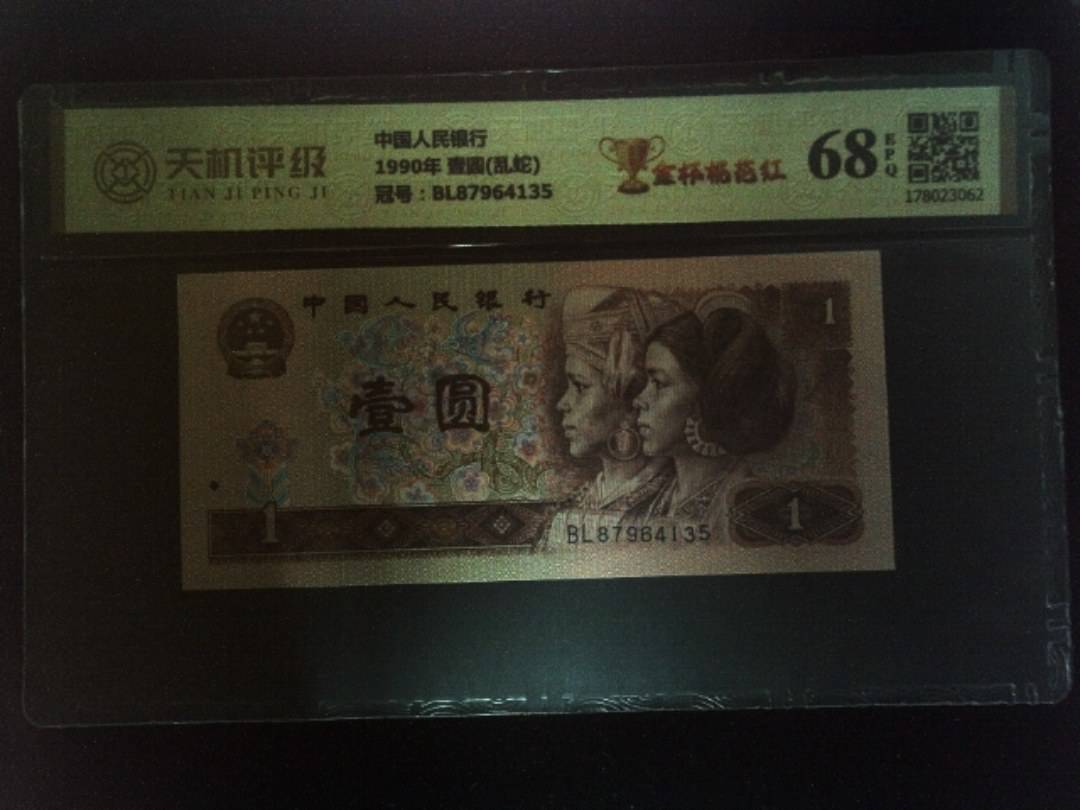 天机评级
TIAN JI PING JI
中国人民银行
1990年 壹圆(乱蛇)
冠号：BL87964135
金杯桃花红
68
EPQ
178023062
中国人民银行
壹圆
1
1
1
BL87964135